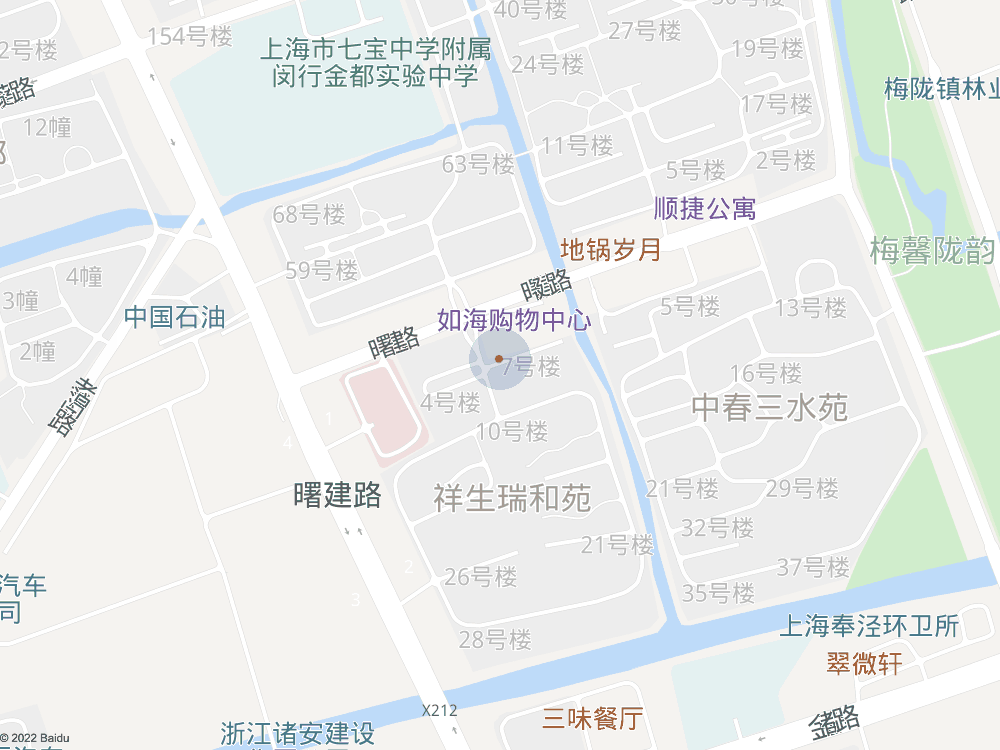 40号楼
27号楼
154号楼
上海市七宝中学附属
闵行金都实验中学
19号楼
2号楼
24号楼
梅陇镇林业
17号楼
12幢
11号楼
63号楼
5号楼
2号楼
68号楼
顺捷公寓
地锅岁月
梅馨陇韵
59号楼
4幢
3幢
中国石油
5号楼
13号楼
如海购物中心
曙建路
2幢
7号楼
16号楼
4号楼
中春三水苑
10号楼
4
曙建路
祥生瑞和苑
21号楼
29号楼
32号楼
21号楼
26号楼
2
3
37号楼
35号楼
汽车
司
28号楼
上海奉泾环卫所
翠微轩
X212
三味餐厅
浙江诸安建设
金都路
© 2022 Baidu